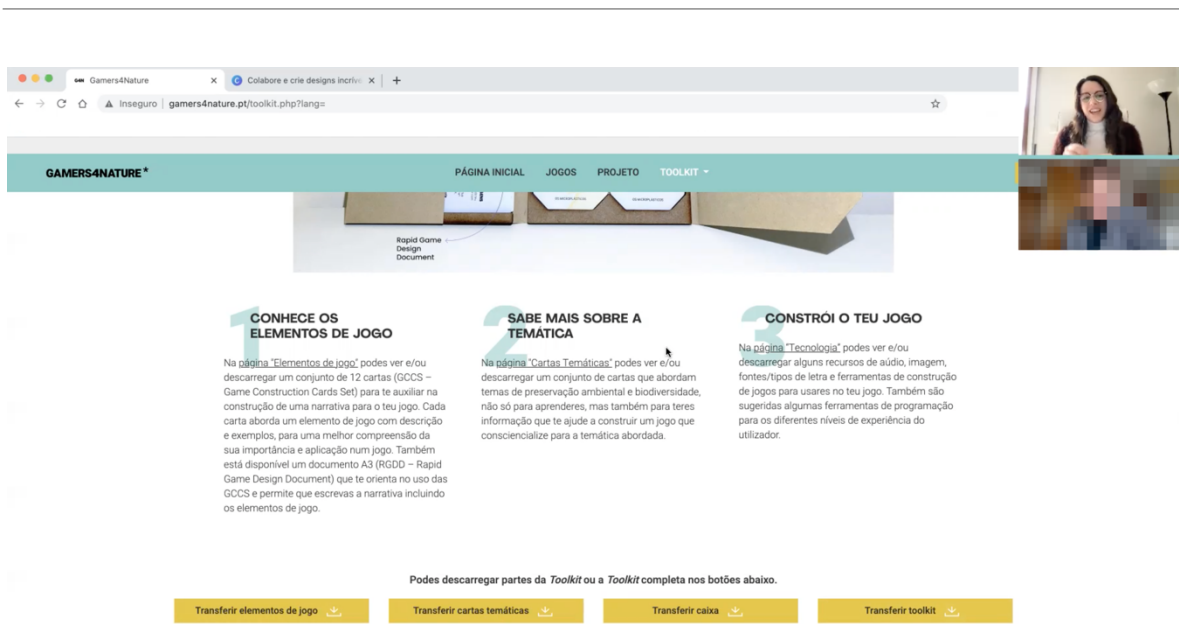 G4N Gamers4Nature
Colabore e crie designs incríve
Inseguro | gamers4nature.pt/toolkit.php?lang=
GAMERS4NATURE*
PÁGINA INICIAL JOGOS PROJETO TOOLKIT
Rapid Game
Design
Document
1
CONHECE OS
ELEMENTOS DE JOGO
Na página "Elementos de jogo" podes ver e/ou
descarregar um conjunto de 12 cartas (GCCS –
Game Construction Cards Set) para te auxiliar na
construção de uma narrativa para o teu jogo. Cada
carta aborda um elemento de jogo com descrição
e exemplos, para uma melhor compreensão da
sua importância e aplicação num jogo. Também
está disponível um documento A3 (RGDD – Rapid
Game Design Document) que te orienta no uso das
GCCS e permite que escrevas a narrativa incluindo
os elementos de jogo.
2
SABE MAIS SOBRE A
TEMÁTICA
Na página "Cartas Temáticas" podes ver e/ou
descarregar um conjunto de cartas que abordam
temas de preservação ambiental e biodiversidade,
não só para aprenderes, mas também para teres
informação que te ajude a construir um jogo que
consciencialize para a temática abordada.
3
CONSTRÓI O TEU JOGO
Na página "Tecnologia" podes ver e/ou
descarregar alguns recursos de aúdio, imagem,
fontes/tipos de letra e ferramentas de construção
de jogos para usares no teu jogo. Também são
sugeridas algumas ferramentas de programação
para os diferentes níveis de experiência do
utilizador.
Podes descarregar partes da Toolkit ou a Toolkit completa nos botões abaixo.
Transferir elementos de jogo
Transferir cartas temáticas
Transferir caixa
Transferir toolkit